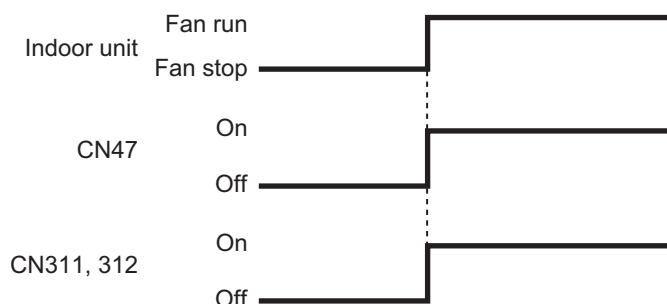 Fan run
Indoor unit
Fan stop
On
CN47
Off
On
CN311, 312
Off